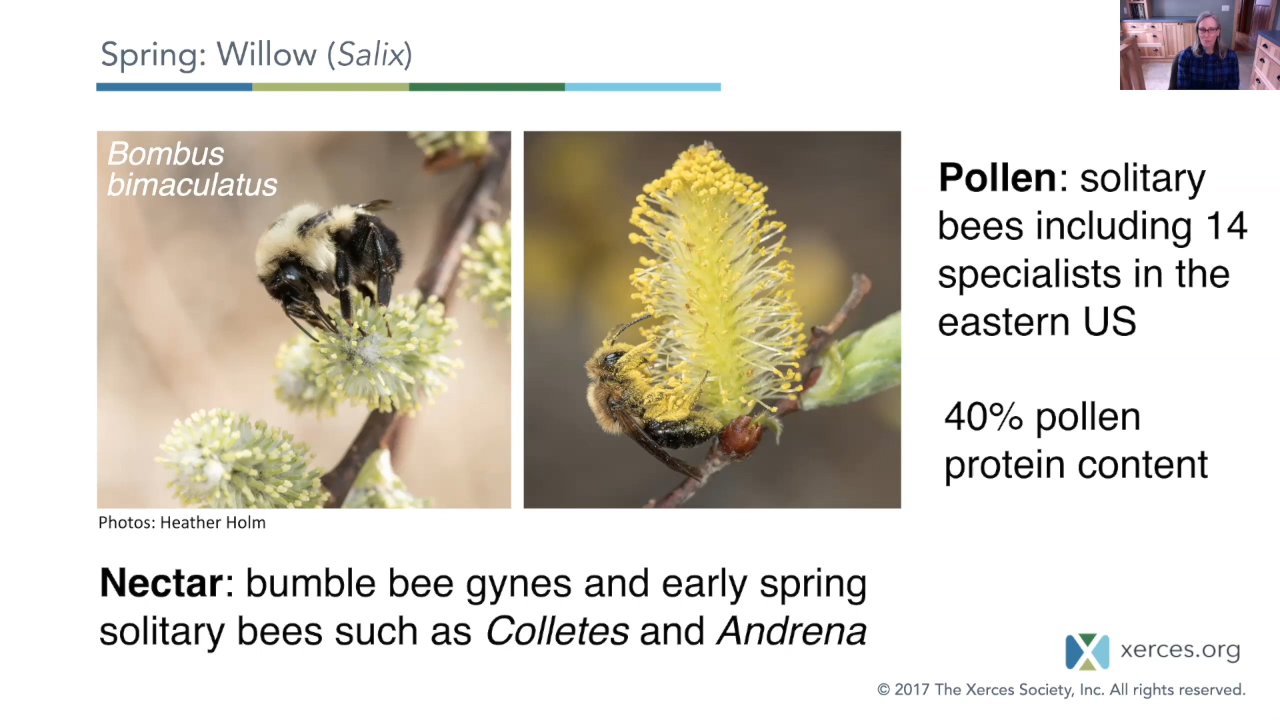 Spring: Willow (Salix)
Bombus
bimaculatus
Pollen: solitary
bees including 14
specialists in the
eastern US
40% pollen
protein content
Photos: Heather Holm
Nectar: bumble bee gynes and early spring
solitary bees such as Colletes and Andrena
xerces.org
© 2017 The Xerces Society, Inc. All rights reserved.